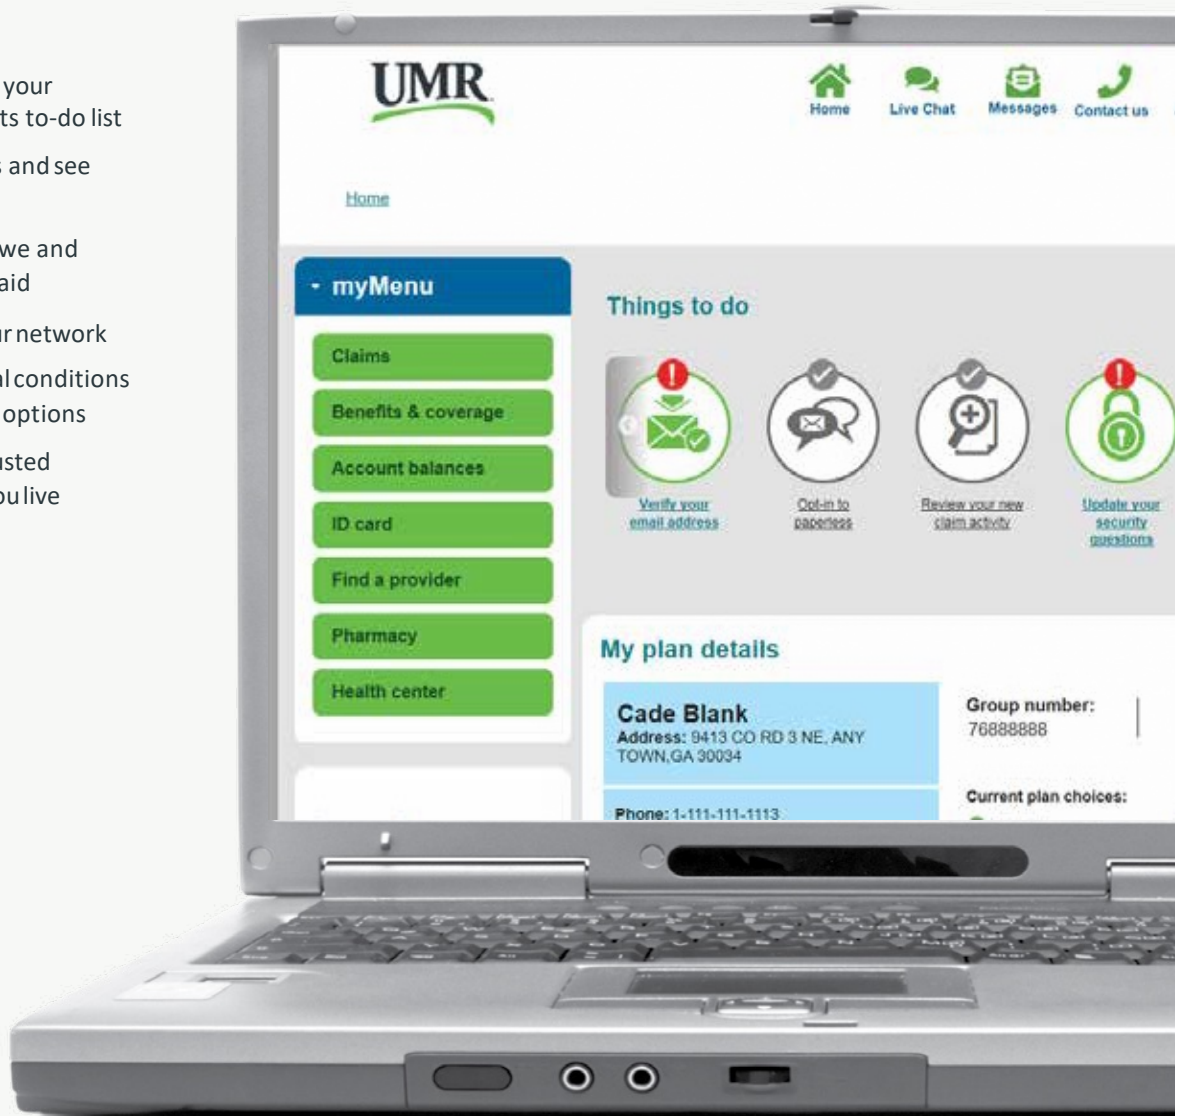 your
ts to-do list
s and see
we and
aid
ur network
al conditions
options
usted
ou live
UMR
Home
Live Chat
Messages
Contact us
Home
myMenu
Claims
Benefits & coverage
Account balances
ID card
Find a provider
Pharmacy
Health center
Things to do
Verify your
email address
Opt-in to
paperless
Review your new
claim activity
Update your
security
questions
My plan details
Cade Blank
Address: 9413 CO RD 3 NE, ANY
TOWN,GA 30034
Phone: 1-111-111-1113
Group number:
76888888
Current plan choices: